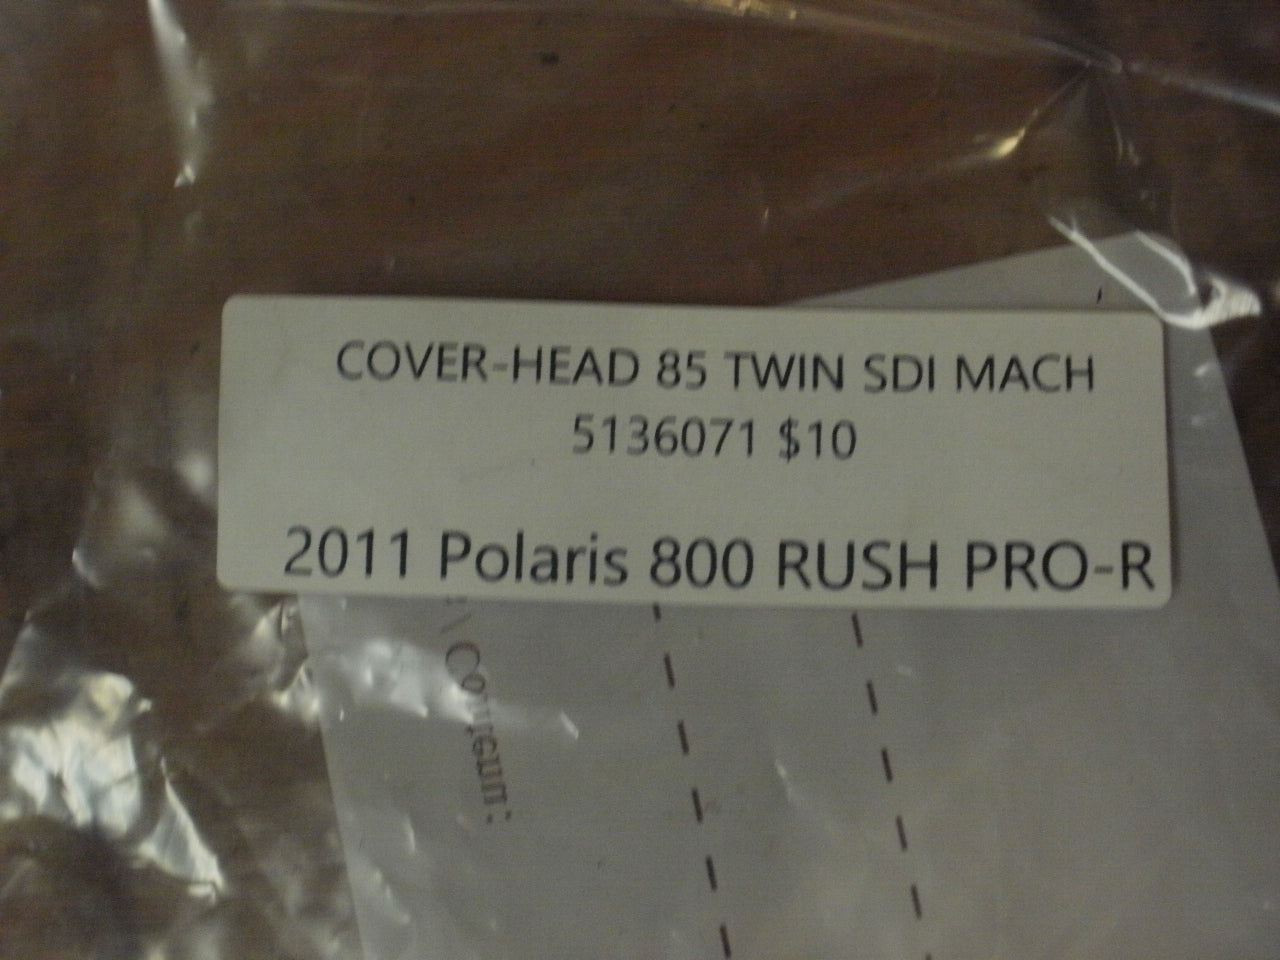 COVER-HEAD 85 TWIN SDI MACH
5136071 $10
2011 Polaris 800 RUSH PRO-R